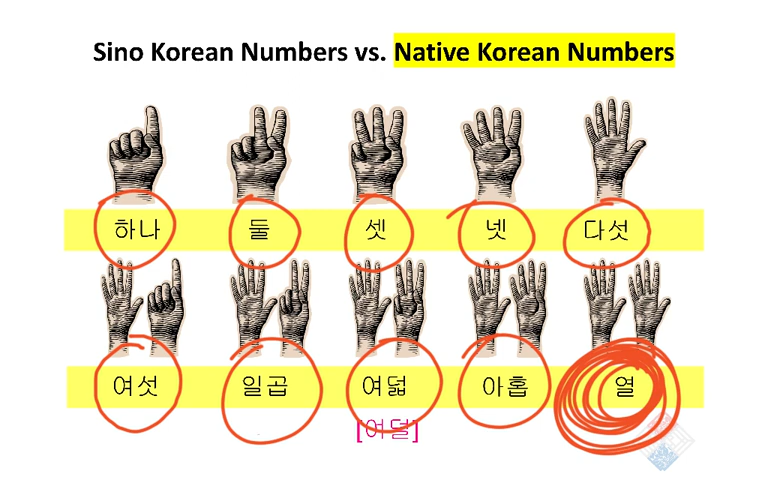 Sino Korean Numbers vs. Native Korean Numbers
하나 둘 셋 넷 다섯
여섯 일곱 여덟 아홉 열
[여덜]